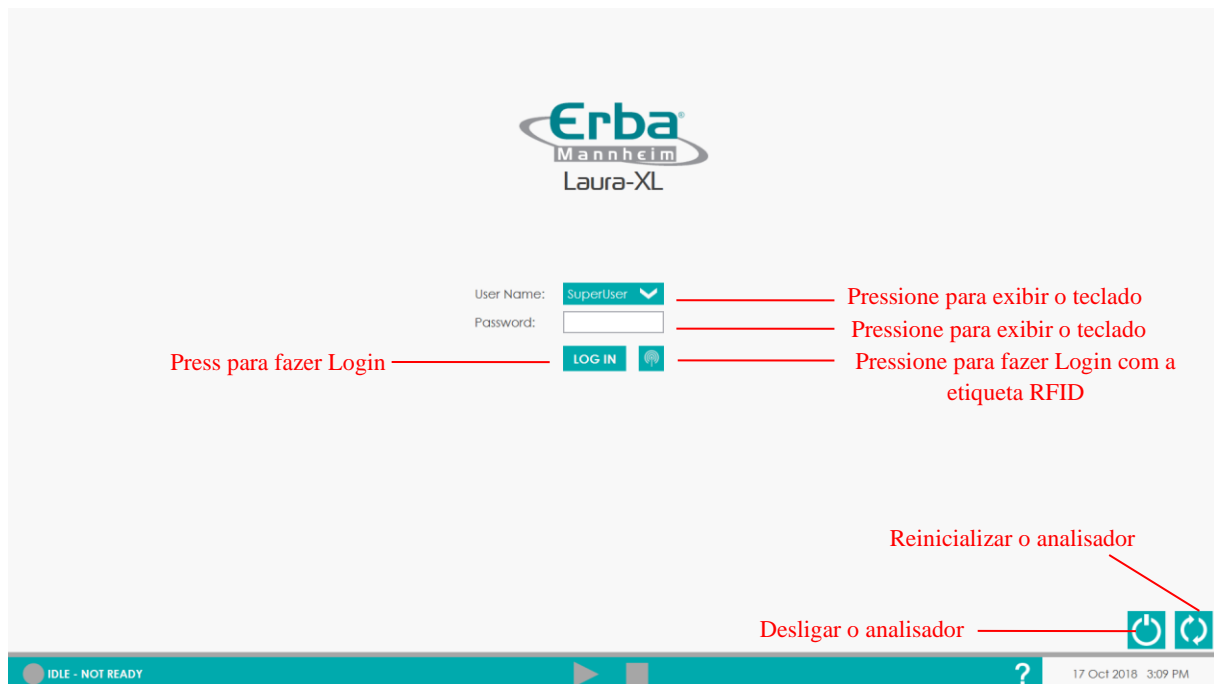 Erba
Mannheim
Laura-XL
User Name: SuperUser Pressione para exibir o teclado
Password: Pressione para exibir o teclado
Press para fazer Login LOG IN Pressione para fazer Login com a
etiqueta RFID
Reinicializar o analisador
Desligar o analisador
IDLE - NOT READY ? 17 Oct 2018 3:09 PM